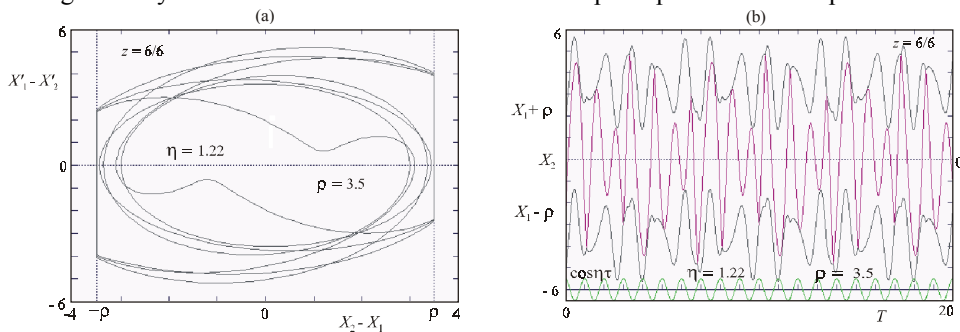 (a)
6
z = 6/6
X′1 - X′2
η = 1.22
0
ρ = 3.5
- 6
- 4
-ρ
0
ρ
4
X2 - X1
(b)
6
z = 6/6
X1 + ρ
X2
0
X1 - ρ
cosητ
η = 1.22
ρ = 3.5
- 6
0
T
20